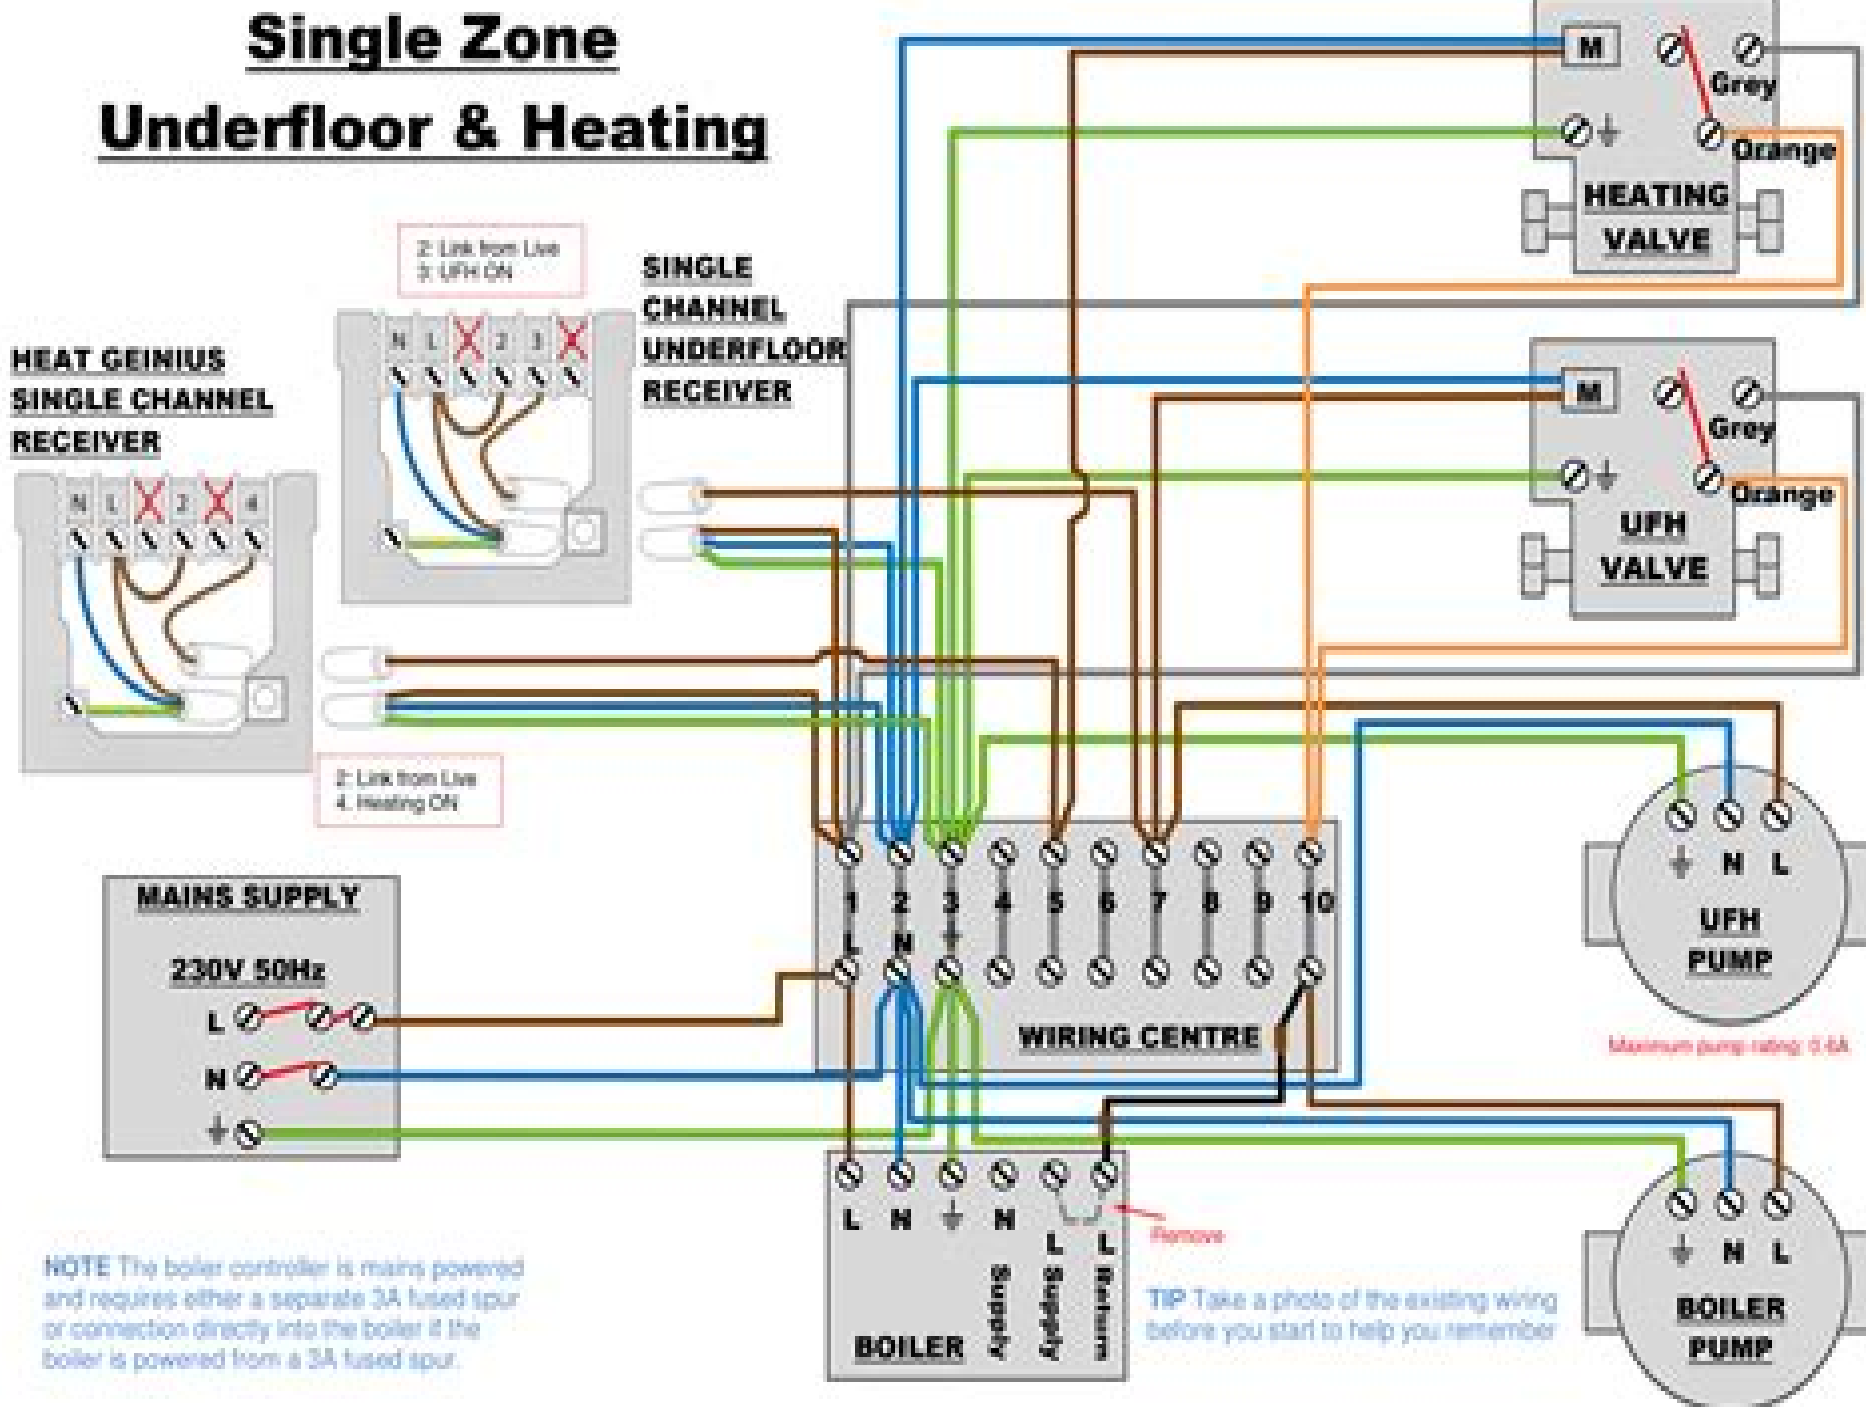 Single Zone
Underfloor & Heating
M
Grey
Orange
HEATING
VALVE
2: Link from Live
3: UFH ON
SINGLE
CHANNEL
UNDERFLOOR
RECEIVER
N L 2 3
HEAT GEINIUS
SINGLE CHANNEL
RECEIVER
N L 2 4
M
Grey
Orange
UFH
VALVE
2: Link from Live
4. Heating ON
MAINS SUPPLY
230V 50Hz
L
N
1 2 3 4 5 6 7 8 9 10
L N
WIRING CENTRE
N L
UFH
PUMP
Maximum pump rating: 0.6A
L N N
Supply
L Supply
L Return
BOILER
Remove
NOTE The boiler controller is mains powered
and requires either a separate 3A fused spur
or connection directly into the boiler if the
boiler is powered from a 3A fused spur.
TIP Take a photo of the existing wiring
before you start to help you remember
N L
BOILER
PUMP